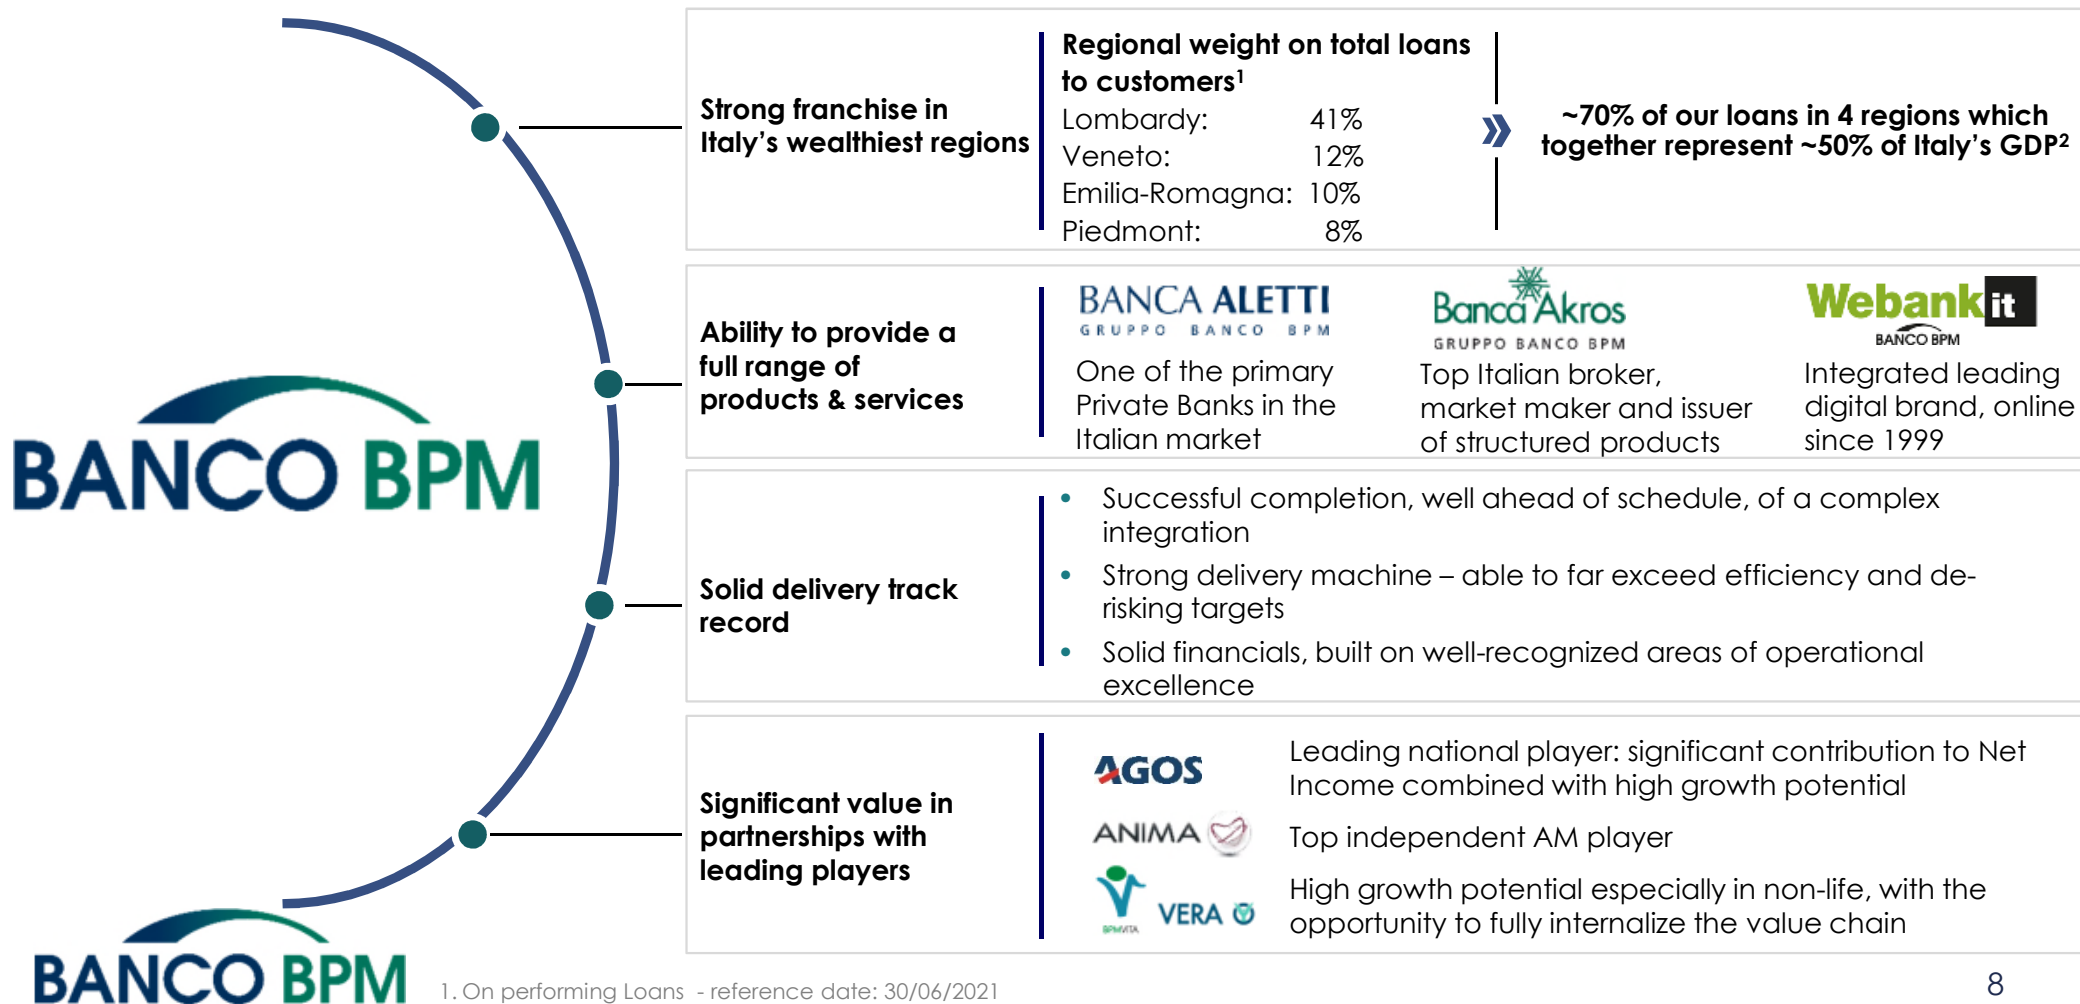 Strong franchise in
Italy's wealthiest regions
Regional weight on total loans
to customers¹
Lombardy: 41%
Veneto: 12%
Emilia-Romagna: 10%
Piedmont: 8%
~70% of our loans in 4 regions which
together represent ~50% of Italy's GDP²
BANCO BPM
Ability to provide a
full range of
products & services
BANCA ALETTI
GRUPPO BANCO BPM
One of the primary
Private Banks in the
Italian market
Banca Akros
GRUPPO BANCO BPM
Top Italian broker,
market maker and issuer
of structured products
Webank it
BANCO BPM
Integrated leading
digital brand, online
since 1999
Solid delivery track
record
• Successful completion, well ahead of schedule, of a complex
integration
• Strong delivery machine – able to far exceed efficiency and de-
risking targets
• Solid financials, built on well-recognized areas of operational
excellence
Significant value in
partnerships with
leading players
AGOS
Leading national player: significant contribution to Net
Income combined with high growth potential
ANIMA
Top independent AM player
BPMVITA
VERA
High growth potential especially in non-life, with the
opportunity to fully internalize the value chain
BANCO BPM
1. On performing Loans - reference date: 30/06/2021
8